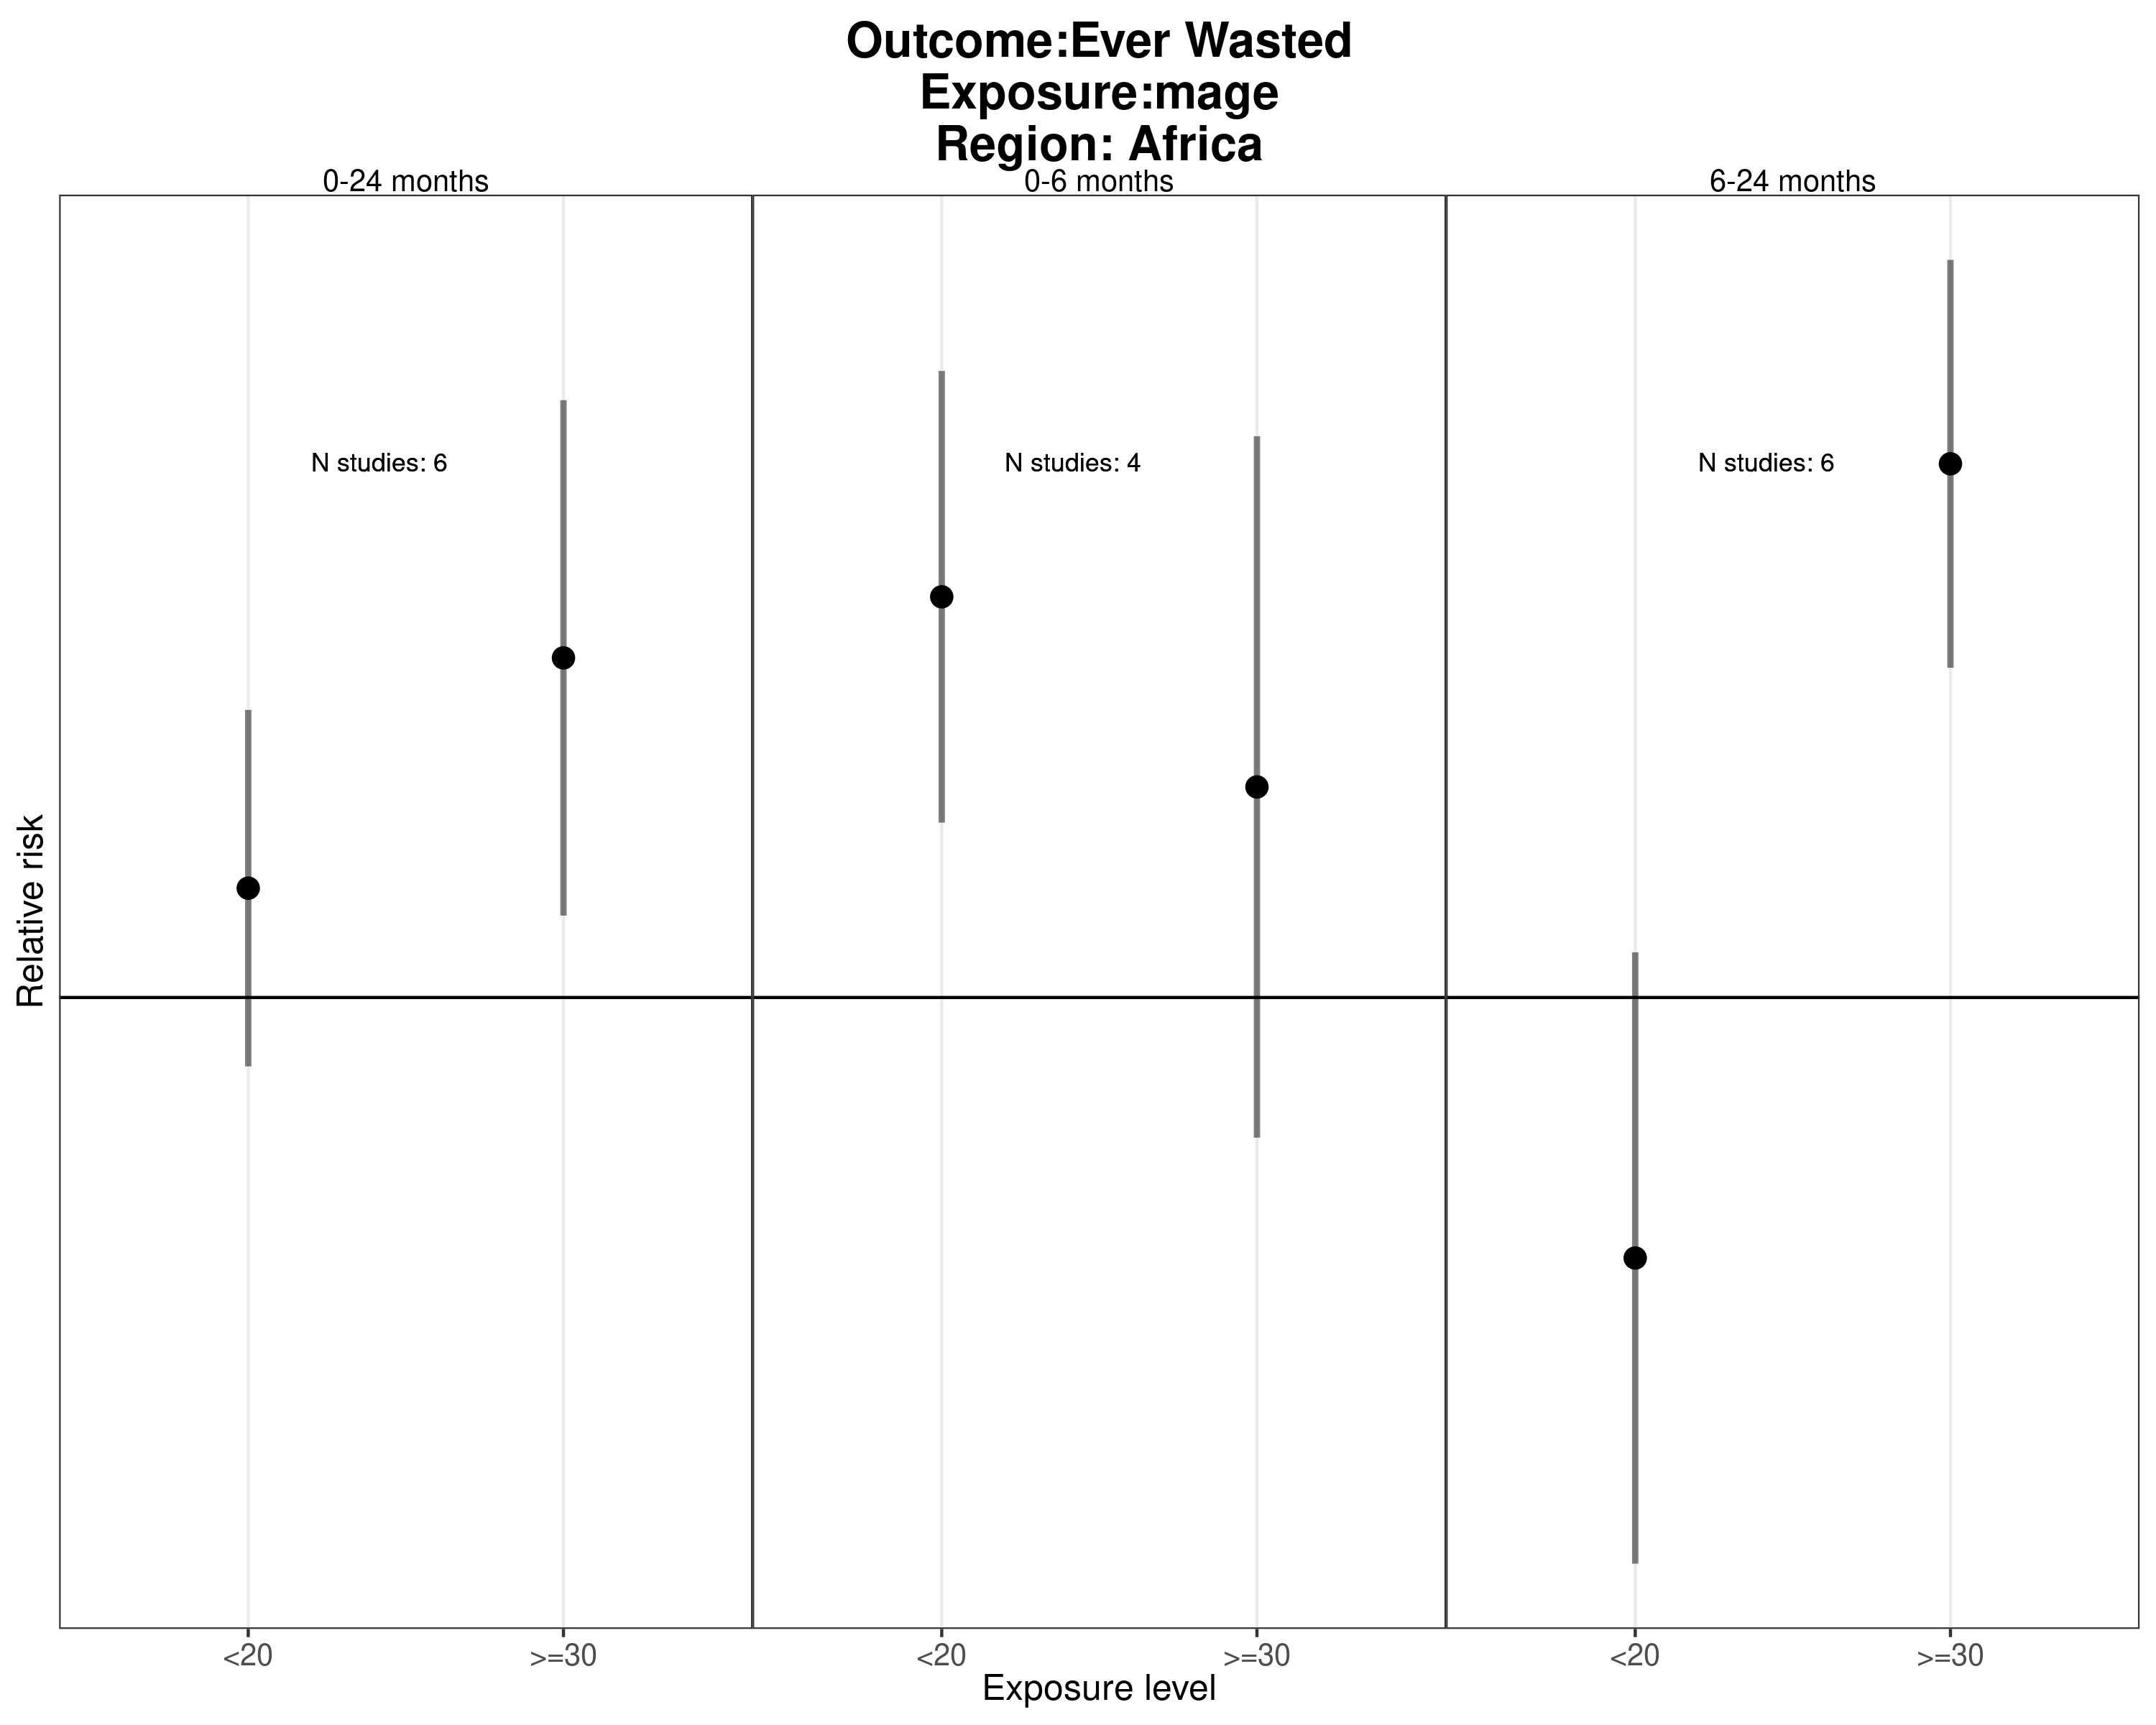 Outcome:Ever Wasted
Exposure:mage
Region: Africa
0-24 months
0-6 months
6-24 months
N studies: 6
N studies: 4
N studies: 6
Relative risk
<20
>=30
<20
>=30
<20
>=30
Exposure level